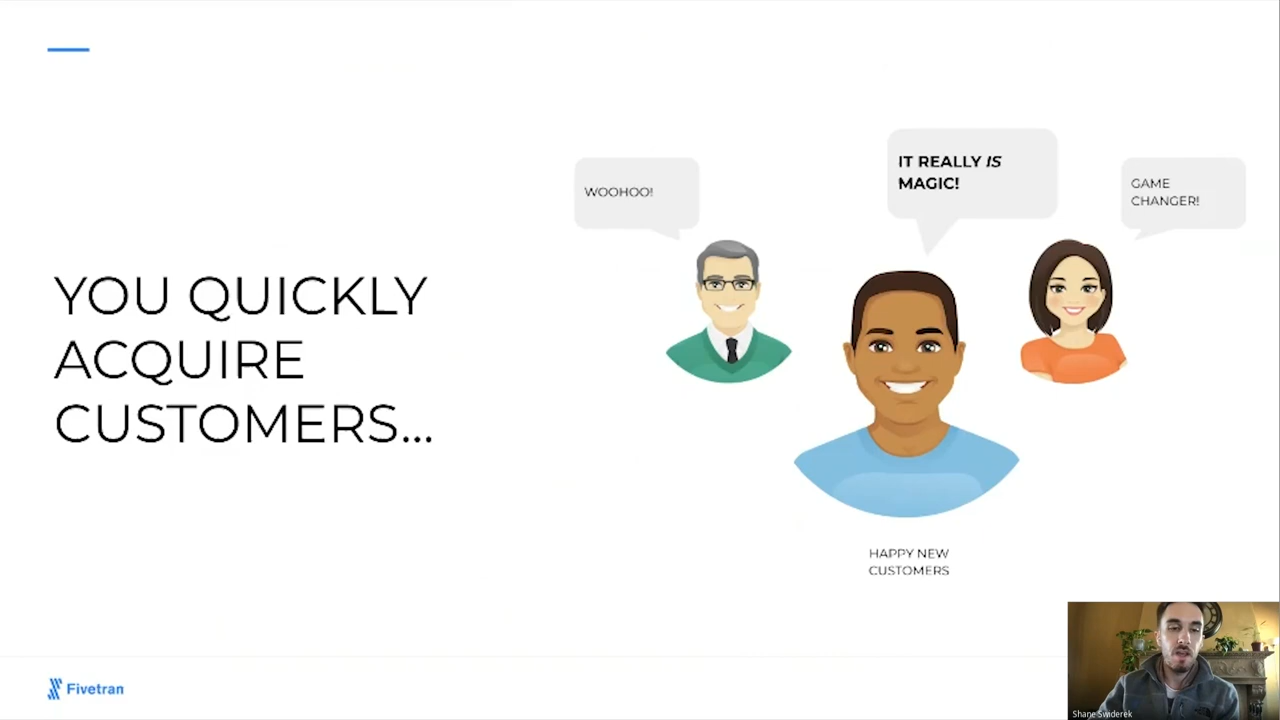 YOU QUICKLY
ACQUIRE
CUSTOMERS...
WOOHOO!
IT REALLY IS
MAGIC!
GAME
CHANGER!
HAPPY NEW
CUSTOMERS
Fivetran
Shane Swiderek